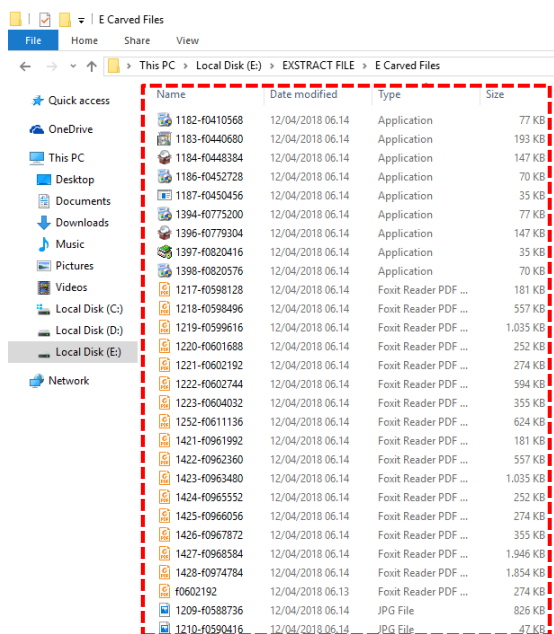 E Carved Files
File Home Share View
This PC > Local Disk (E:) > EXSTRACT FILE > E Carved Files
Quick access
OneDrive
This PC
Desktop
Documents
Downloads
Music
Pictures
Videos
Local Disk (C:)
Local Disk (D:)
Local Disk (E:)
Network
Name Date modified Type Size
1182-f0410568 12/04/2018 06.14 Application 77 KB
1183-f0440680 12/04/2018 06.14 Application 193 KB
1184-f0448384 12/04/2018 06.14 Application 147 KB
1186-f0452728 12/04/2018 06.14 Application 70 KB
1187-f0450456 12/04/2018 06.14 Application 35 KB
1394-f0775200 12/04/2018 06.14 Application 77 KB
1396-f0779304 12/04/2018 06.14 Application 147 KB
1397-f0820416 12/04/2018 06.14 Application 35 KB
1398-f0820576 12/04/2018 06.14 Application 70 KB
1217-f0598128 12/04/2018 06.14 Foxit Reader PDF ... 181 KB
1218-f0598496 12/04/2018 06.14 Foxit Reader PDF ... 557 KB
1219-f0599616 12/04/2018 06.14 Foxit Reader PDF ... 1.035 KB
1220-f0601688 12/04/2018 06.14 Foxit Reader PDF ... 252 KB
1221-f0602192 12/04/2018 06.14 Foxit Reader PDF ... 274 KB
1222-f0602744 12/04/2018 06.14 Foxit Reader PDF ... 594 KB
1223-f0604032 12/04/2018 06.14 Foxit Reader PDF ... 355 KB
1252-f0611136 12/04/2018 06.14 Foxit Reader PDF ... 624 KB
1421-f0961992 12/04/2018 06.14 Foxit Reader PDF ... 181 KB
1422-f0962360 12/04/2018 06.14 Foxit Reader PDF ... 557 KB
1423-f0963480 12/04/2018 06.14 Foxit Reader PDF ... 1.035 KB
1424-f0965552 12/04/2018 06.14 Foxit Reader PDF ... 252 KB
1425-f0966056 12/04/2018 06.14 Foxit Reader PDF ... 274 KB
1426-f0967872 12/04/2018 06.14 Foxit Reader PDF ... 355 KB
1427-f0968584 12/04/2018 06.14 Foxit Reader PDF ... 1.946 KB
1428-f0974784 12/04/2018 06.14 Foxit Reader PDF ... 1.854 KB
f0602192 12/04/2018 06.13 Foxit Reader PDF ... 274 KB
1209-f0588736 12/04/2018 06.14 JPG File 826 KB
1210-f0590416 12/04/2018 06.14 JPG File 47 KB